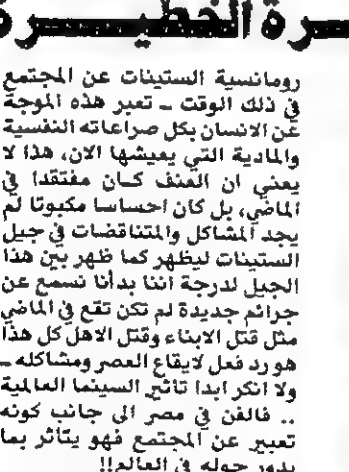 ـرة الخطيـــــــرة
رومانسية الستينات عن المجتمع
في ذلك الوقت ـ تعبر هذه الموجة
عن الانسان بكل صراعاته النفسية
والمادية التي يعيشها الان، هذا لا
يعني ان العنف كان مفتقدا في
الماضي، بل كان احساسا مكبوتا لم
يجد المشاكل والمتناقضات في جيل
الستينات ليظهر كما ظهر بين هذا
الجيل لدرجة اننا بدأنا نسمع عن
جرائم جديدة لم تكن تقع في الماضي
مثل قتل الابناء وقتل الاهل كل هذا
هو رد فعل لايقاع العصر ومشاكله ـ
ولا انكر ابدا تاثير السينما العالمية
.. فالفن في مصر الى جانب كونه
تعبير عن المجتمع فهو يتاثر بما
يدور حوله في العالم!!